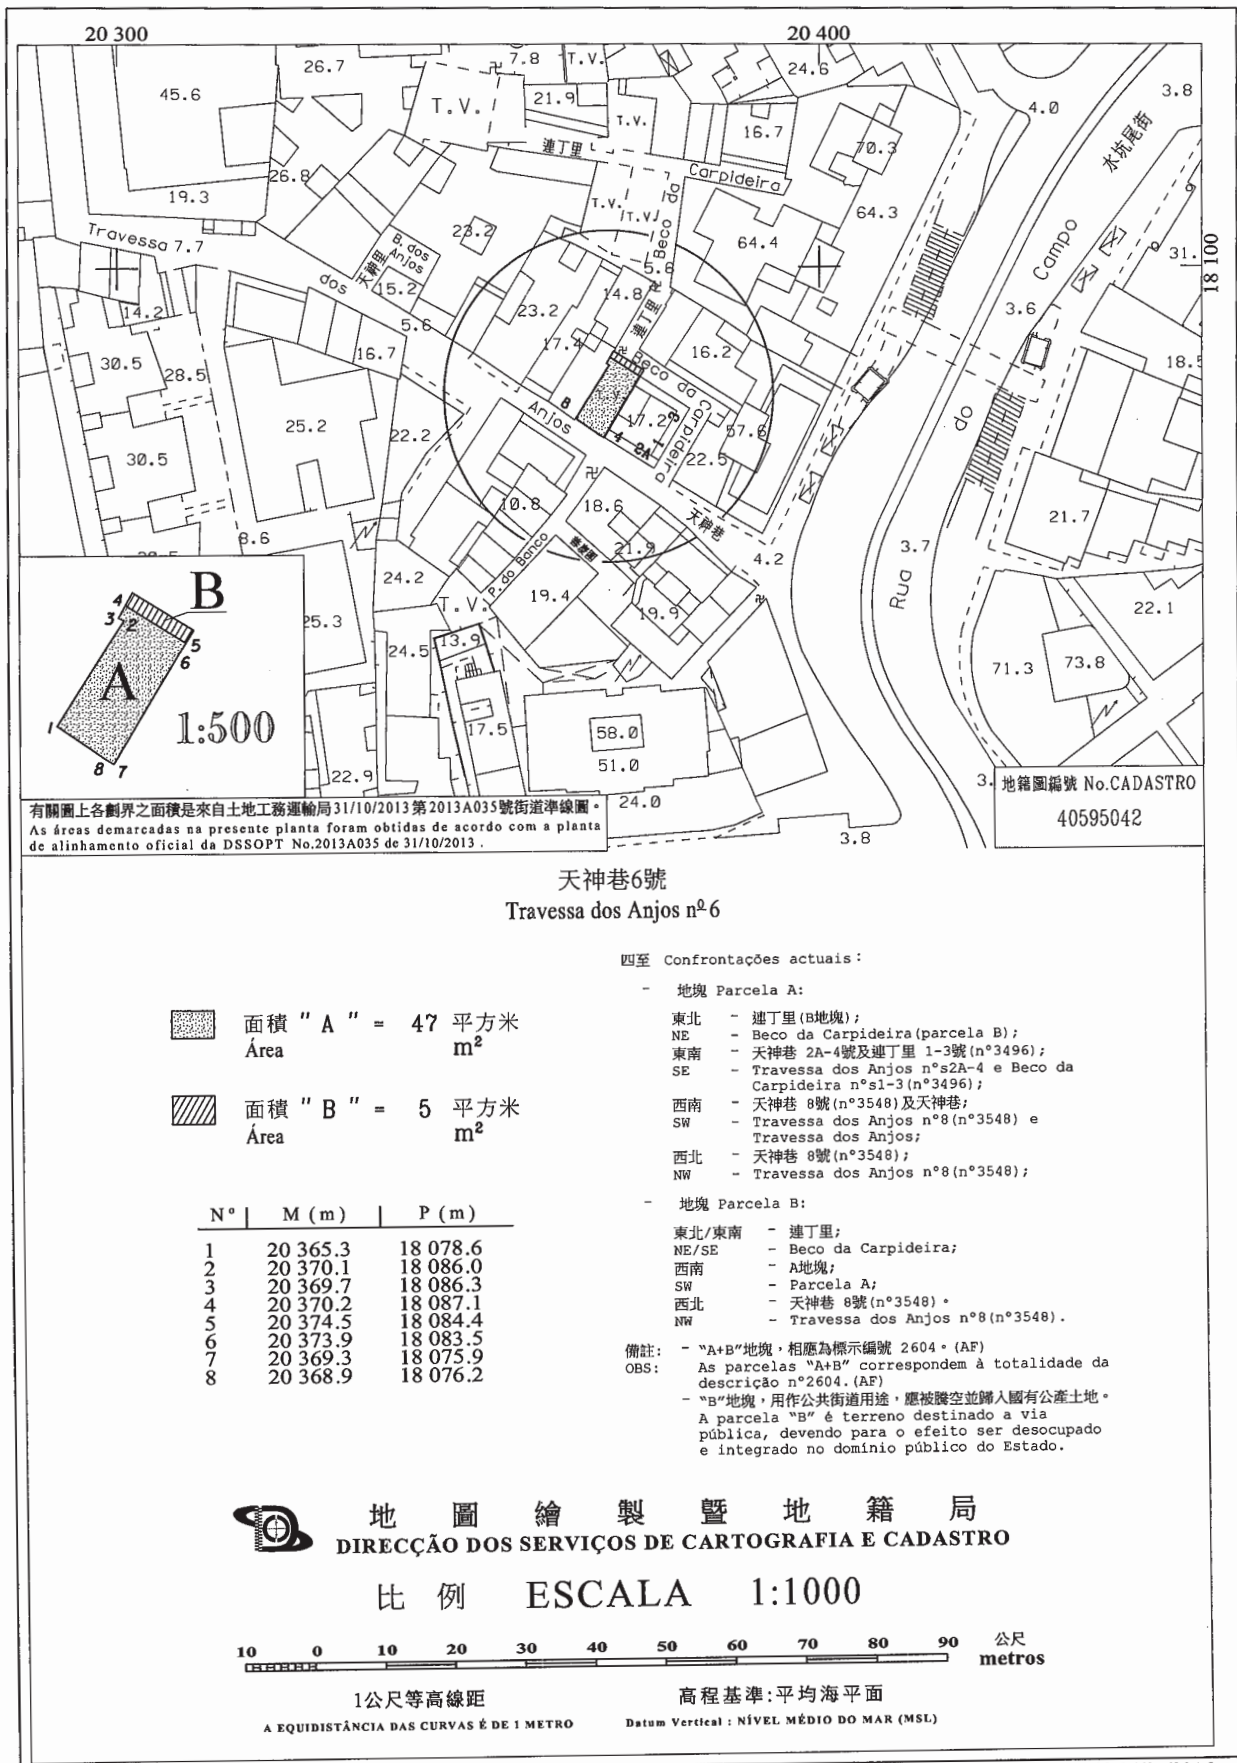 20 300
20 400
26.7
7.8
T.V.
24.6
3.8
45.6
T.V.
21.9
T.V.
4.0
16.7
水坑尾街
連丁里
70.3
26.8
Carpideira
19.3
T.V.
T.V.
Beco da
64.3
Travessa 7.7
23.2
B. dos
Anjos
64.4
Campo
31.
18 100
天神里
5.6
dos
15.2
14.8
14.2
23.2
連丁里
3.6
5.6
17.4
16.2
16.7
30.5
28.5
Beco da Carpideira
18.5
8
Anjos
25.2
17.2
3
1
57.6
do
22.2
4
2A
30.5
22.5
10.8
18.6
天神巷
21.7
8.6
21.9
3.7
P.do Banco
4.2
24.2
19.4
Rua
22.1
T.V.
19.9
25.3
13.9
24.5
71.3
73.8
17.5
58.0
51.0
22.9
24.0
3.
3.8
4
B
3
2
5
6
A
1
1:500
8
7
有關圖上各劃界之面積是來自土地工務運輸局31/10/2013第2013A035號街道準線圖。
As áreas demarcadas na presente planta foram obtidas de acordo com a planta
de alinhamento oficial da DSSOPT No.2013A035 de 31/10/2013 .
地籍圖編號 No.CADASTRO
40595042
天神巷6號
Travessa dos Anjos nº 6
四至 Confrontações actuais：
- 地塊 Parcela A:
東北 - 連丁里(B地塊);
NE - Beco da Carpideira(parcela B);
東南 - 天神巷 2A-4號及連丁里 1-3號(n°3496);
SE - Travessa dos Anjos n°s2A-4 e Beco da
Carpideira n°s1-3(n°3496);
西南 - 天神巷 8號(n°3548)及天神巷;
SW - Travessa dos Anjos n°8(n°3548) e
Travessa dos Anjos;
西北 - 天神巷 8號(n°3548);
NW - Travessa dos Anjos n°8(n°3548);
- 地塊 Parcela B:
東北/東南 - 連丁里;
NE/SE - Beco da Carpideira;
西南 - A地塊;
SW - Parcela A;
西北 - 天神巷 8號(n°3548)。
NW - Travessa dos Anjos n°8(n°3548).
備註: - "A+B"地塊，相應為標示編號 2604。(AF)
OBS: As parcelas "A+B" correspondem à totalidade da
descrição n°2604.(AF)
- "B"地塊，用作公共街道用途，應被騰空並歸入國有公產土地。
A parcela "B" é terreno destinado a via
pública, devendo para o efeito ser desocupado
e integrado no domínio público do Estado.
面積 " A " = 47 平方米
Área m²
面積 " B " = 5 平方米
Área m²
N° M (m) P (m)
1 20 365.3 18 078.6
2 20 370.1 18 086.0
3 20 369.7 18 086.3
4 20 370.2 18 087.1
5 20 374.5 18 084.4
6 20 373.9 18 083.5
7 20 369.3 18 075.9
8 20 368.9 18 076.2
地圖繪製暨地籍局
DIRECÇÃO DOS SERVIÇOS DE CARTOGRAFIA E CADASTRO
比例 ESCALA 1:1000
10 0 10 20 30 40 50 60 70 80 90 公尺
metros
1公尺等高線距
高程基準:平均海平面
A EQUIDISTÂNCIA DAS CURVAS É DE 1 METRO
Datum Vertical : NÍVEL MÉDIO DO MAR (MSL)